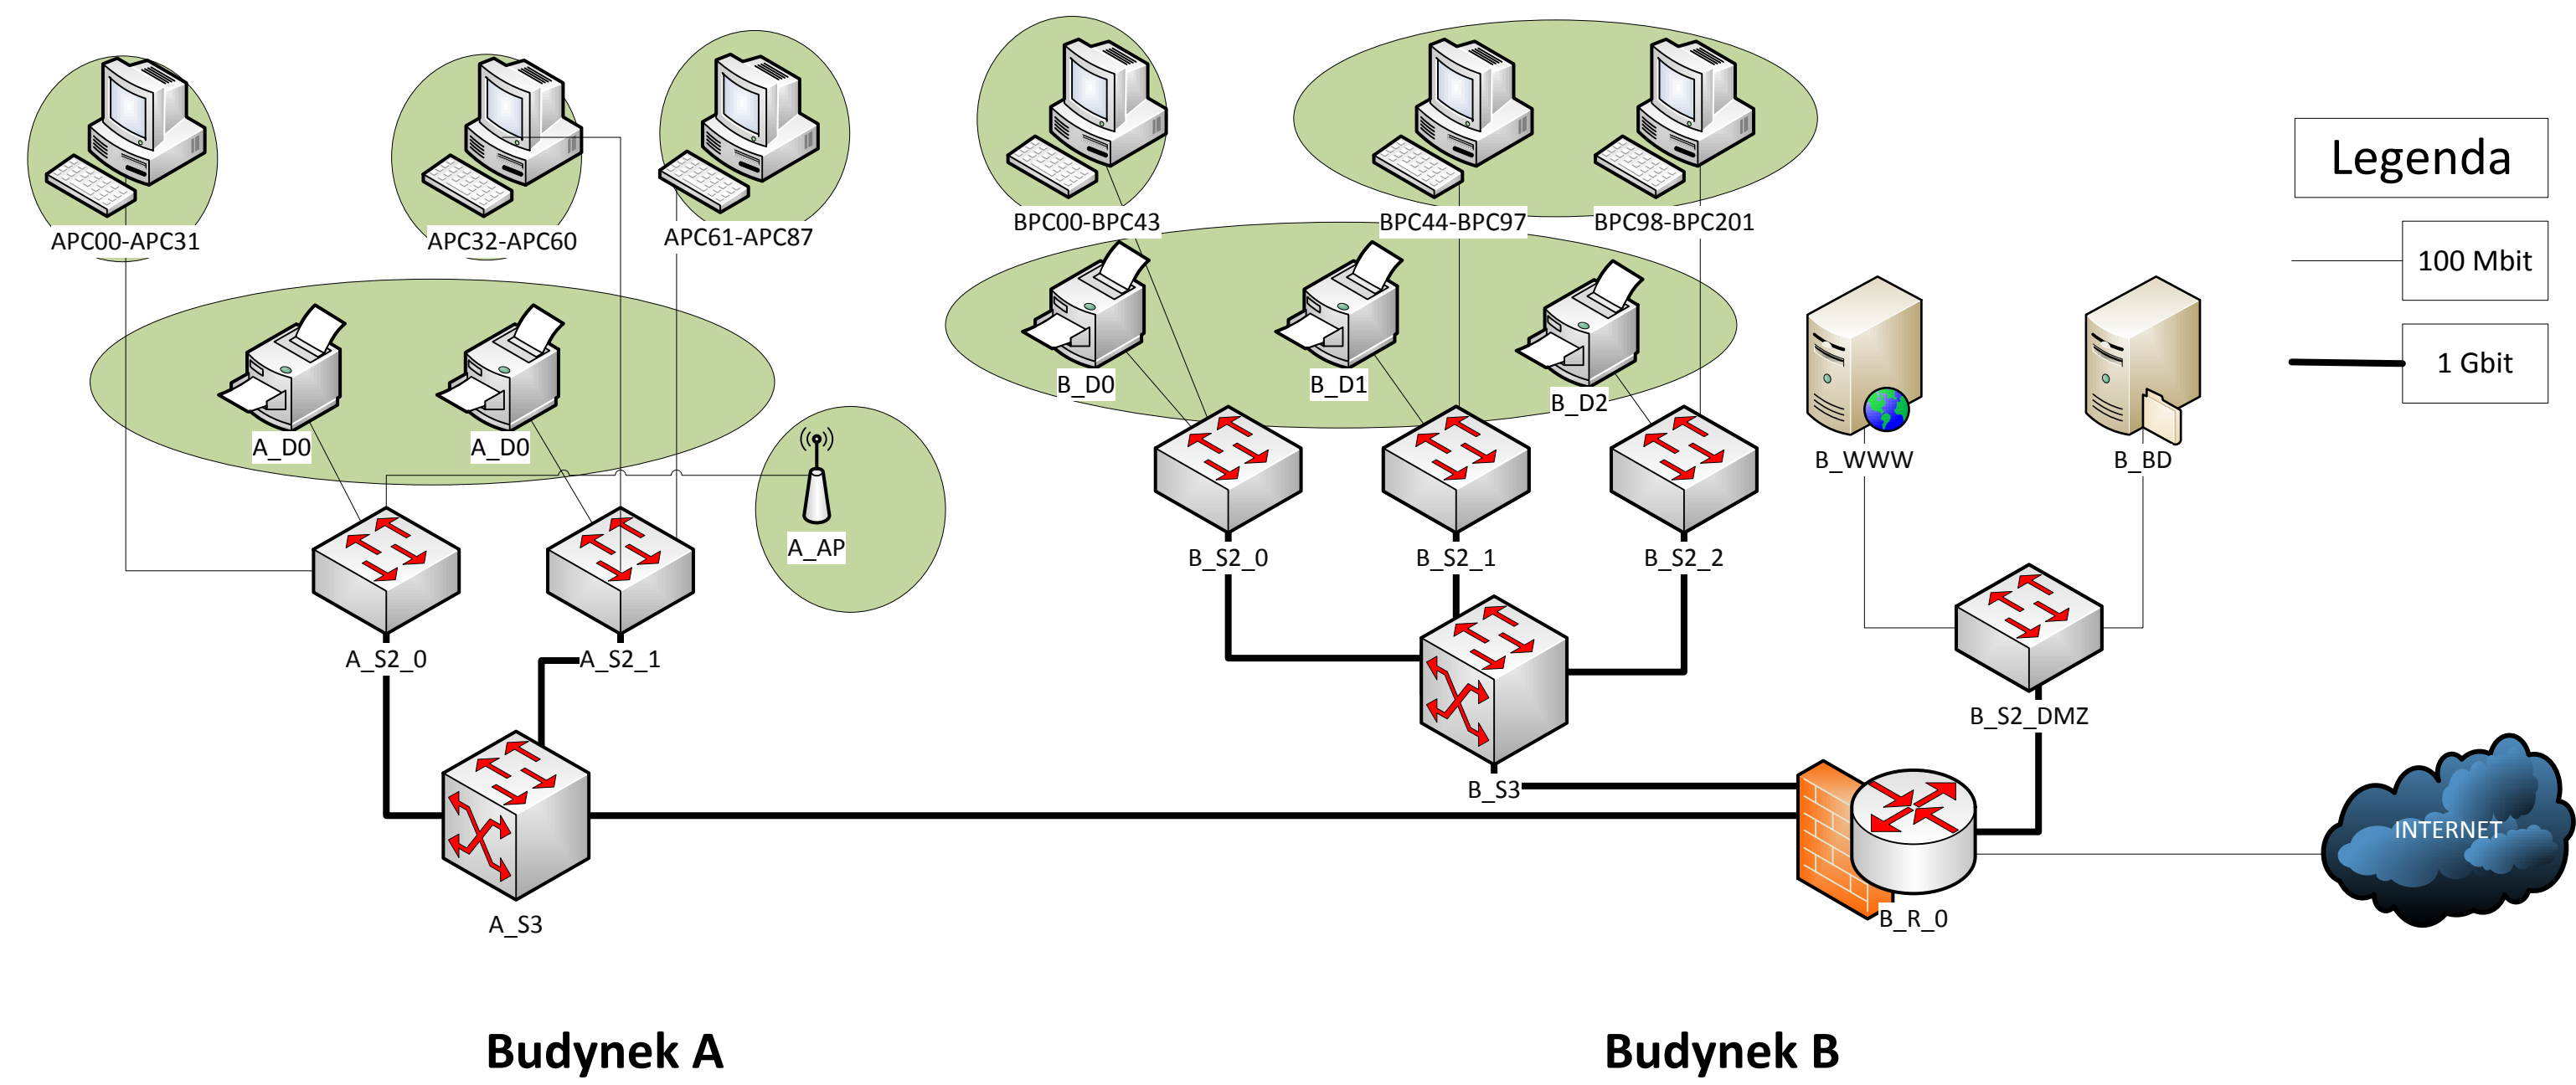 APC00-APC31
APC32-APC60
APC61-APC87
BPC00-BPC43
BPC44-BPC97
BPC98-BPC201
Legenda
100 Mbit
1 Gbit
A_D0
A_D0
A_AP
B_D0
B_D1
B_D2
B_WWW
B_BD
A_S2_0
A_S2_1
B_S2_0
B_S2_1
B_S2_2
B_S2_DMZ
A_S3
B_S3
B_R_0
INTERNET
Budynek A
Budynek B